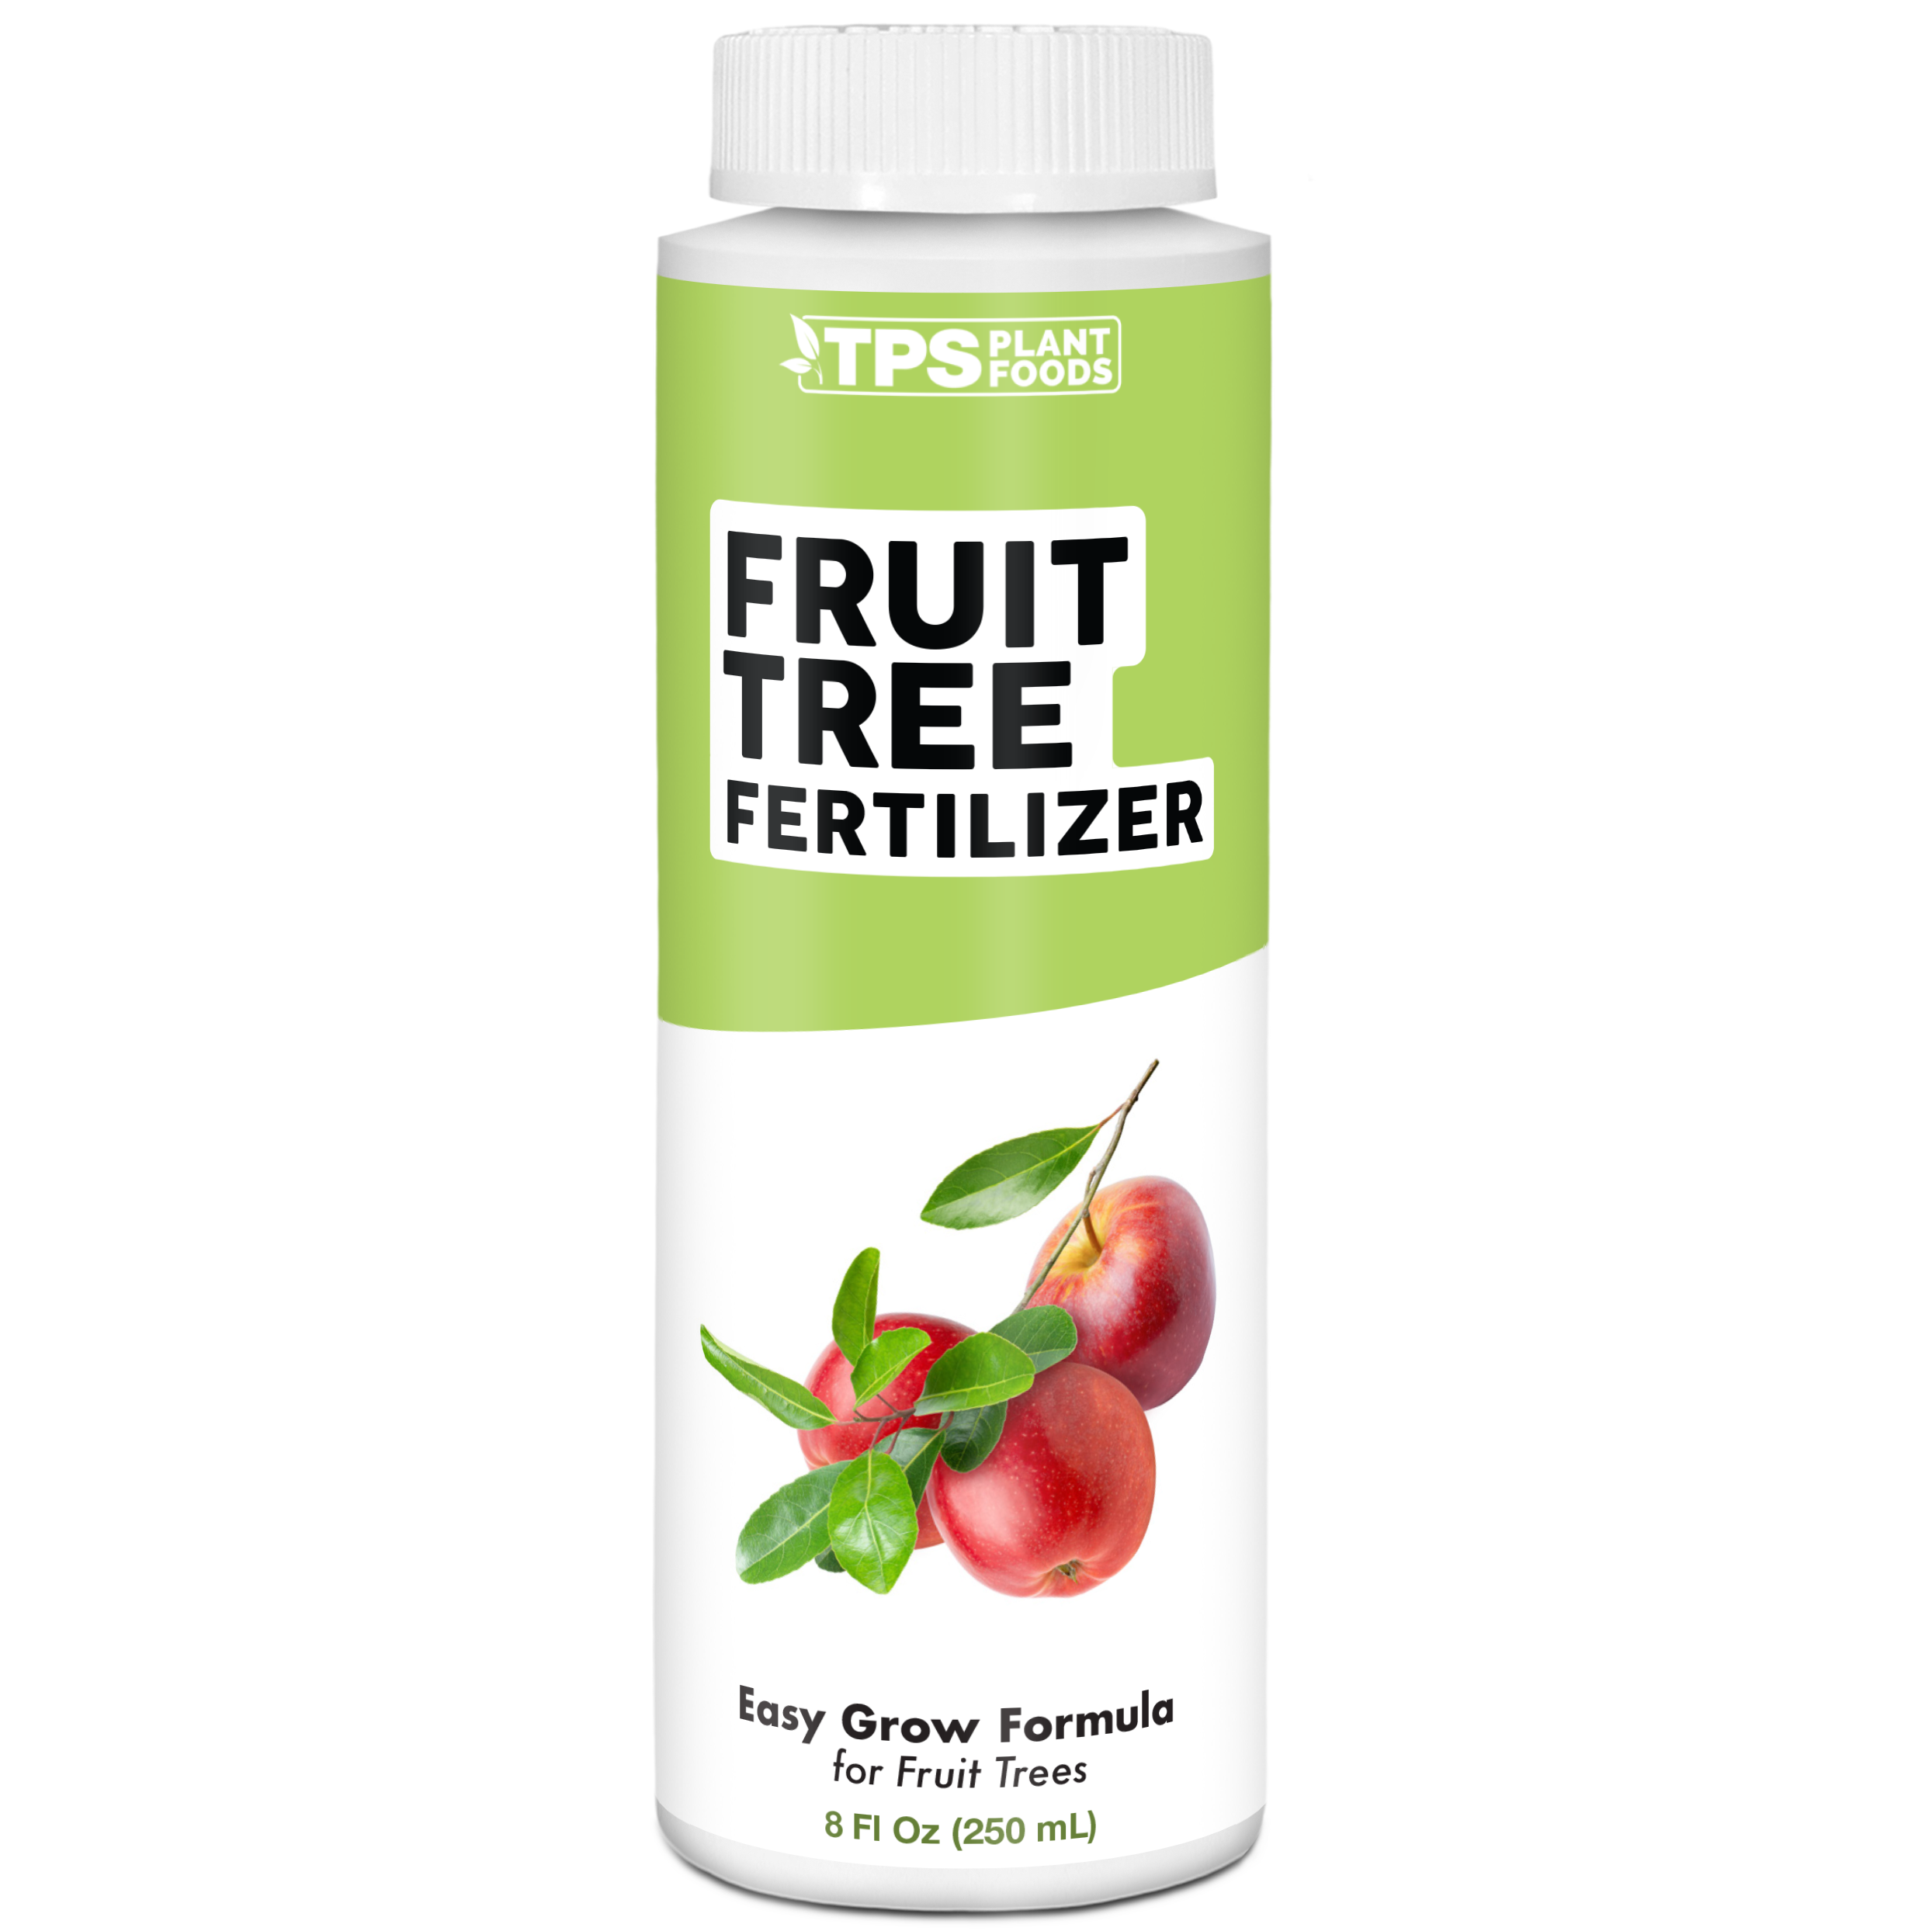 TPS PLANT FOODS
FRUIT
TREE
FERTILIZER
Easy Grow Formula
for Fruit Trees
8 Fl Oz (250 mL)